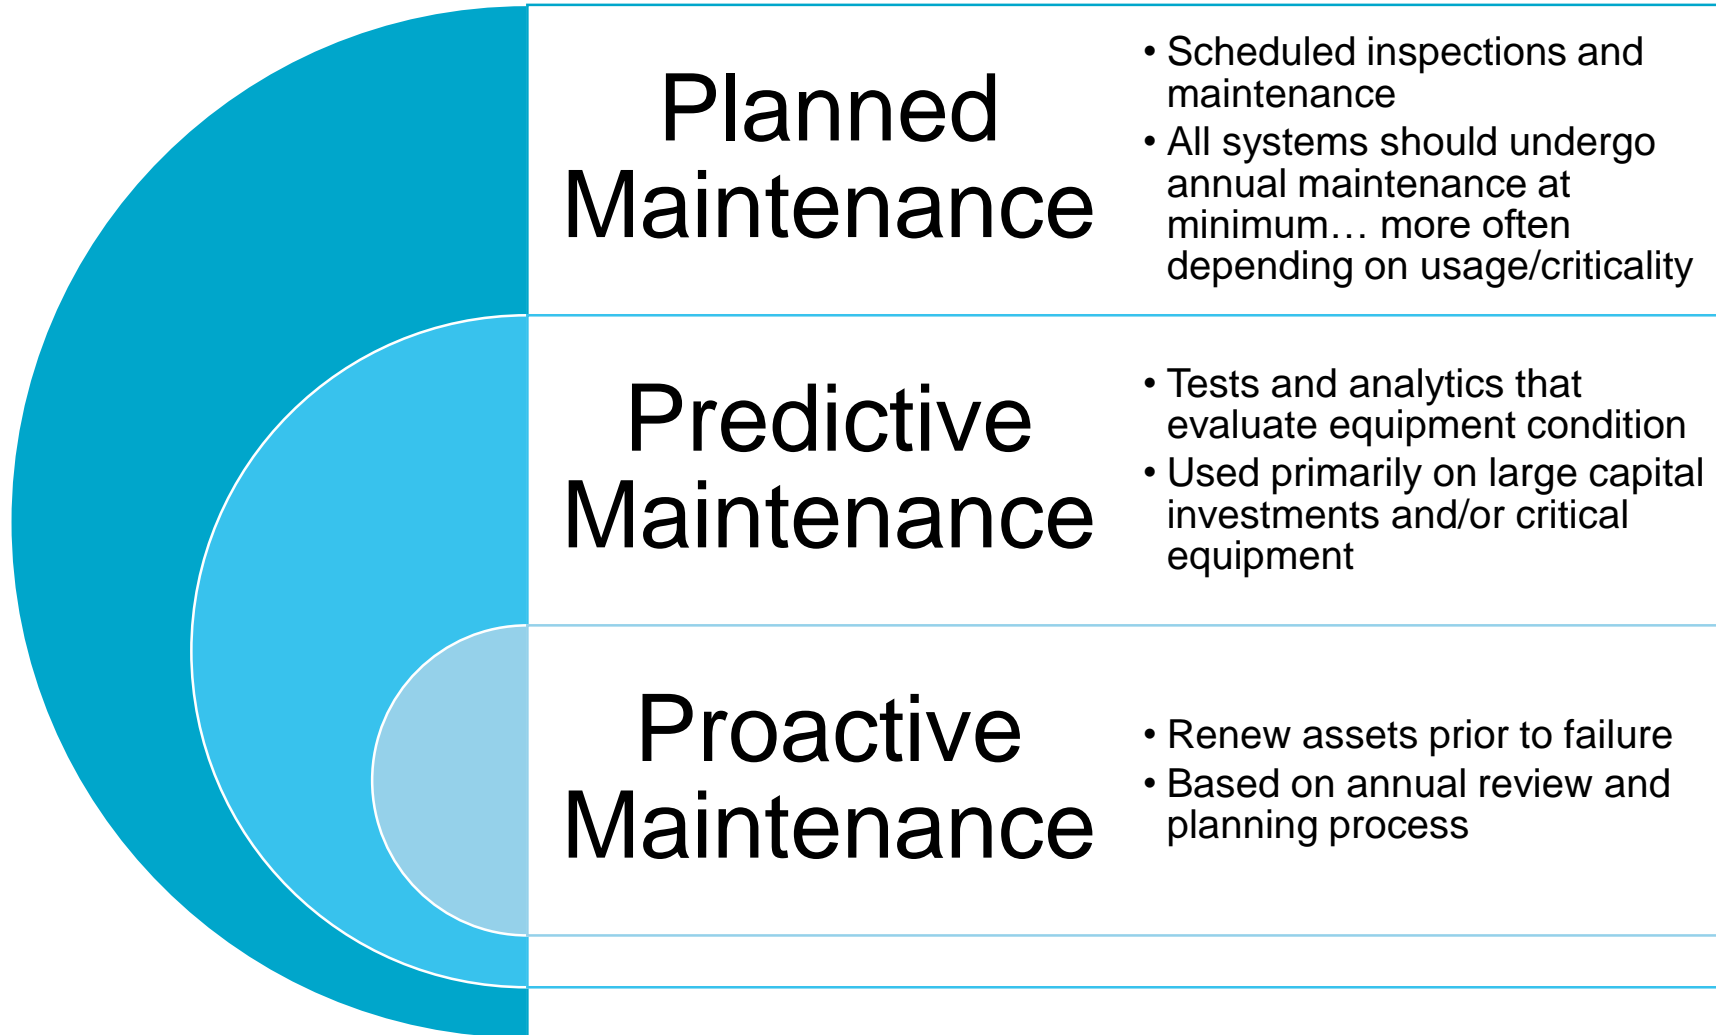 Planned
Maintenance
• Scheduled inspections and
maintenance
• All systems should undergo
annual maintenance at
minimum… more often
depending on usage/criticality
Predictive
Maintenance
• Tests and analytics that
evaluate equipment condition
• Used primarily on large capital
investments and/or critical
equipment
Proactive
Maintenance
• Renew assets prior to failure
• Based on annual review and
planning process